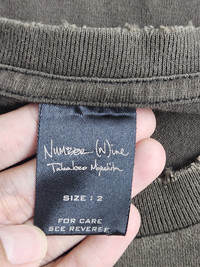 NUMBER (N)ine
Takahiro Miyashita
SIZE : 2
FOR CARE
SEE REVERSE